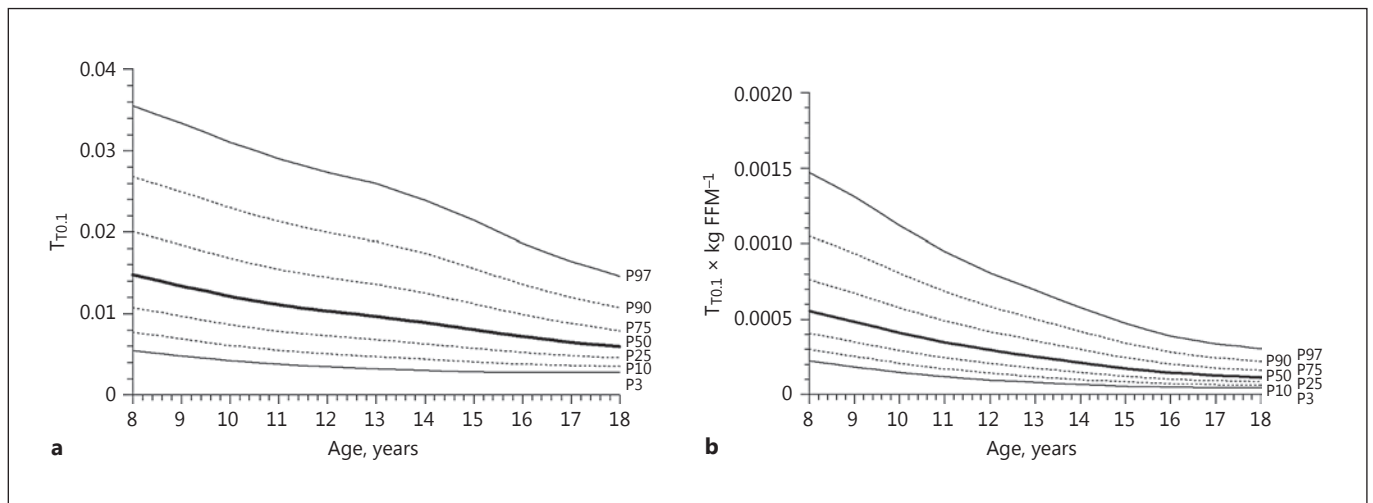 0.04
0.03
0.02
0.01
0
T_T0.1
P97
P90
P75
P50
P25
P10
P3
8 9 10 11 12 13 14 15 16 17 18
Age, years
a
0.0020
0.0015
0.0010
0.0005
0
T_T0.1 × kg FFM⁻¹
P90 P97
P50 P75
P10 P25
P3
8 9 10 11 12 13 14 15 16 17 18
Age, years
b